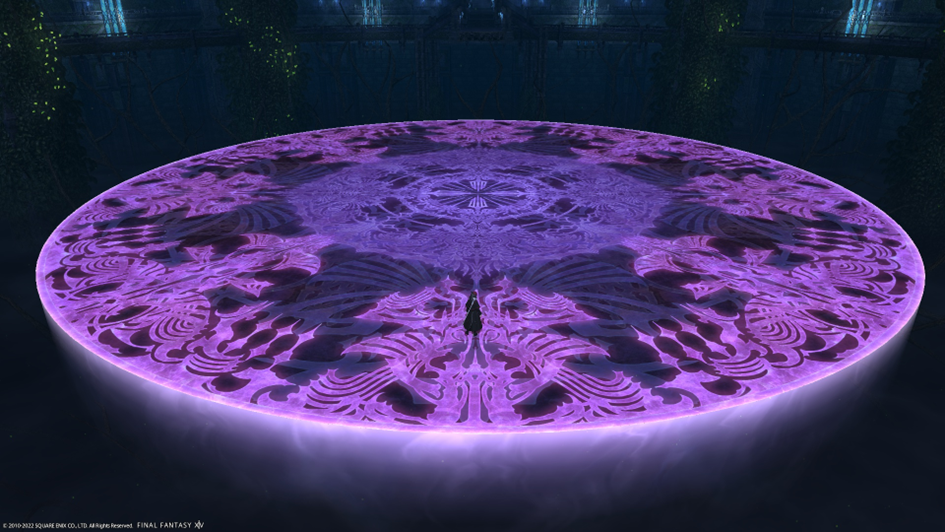 © 2010-2022 SQUARE ENIX CO., LTD. All Rights Reserved. FINAL FANTASY XIV